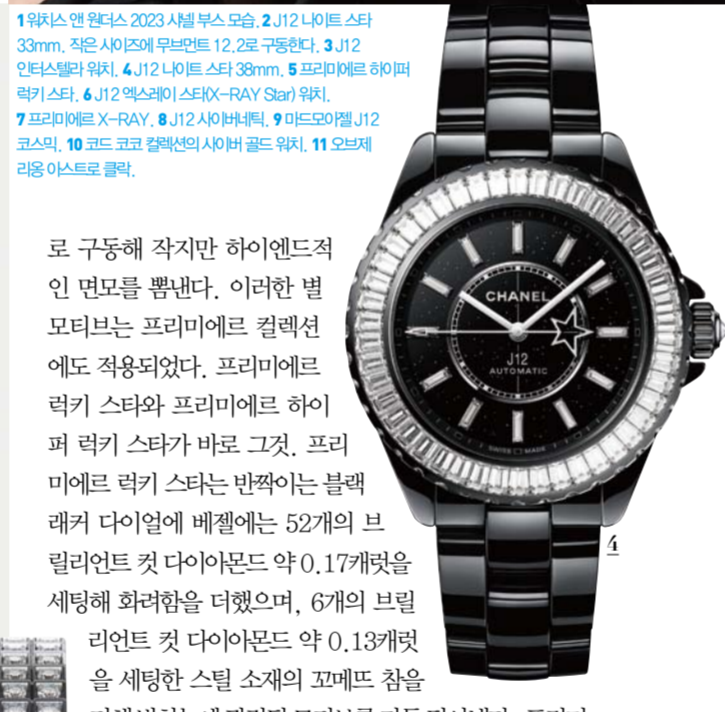 1 워치스 앤 원더스 2023 샤넬 부스 모습. 2 J12 나이트 스타
33mm. 작은 사이즈에 무브먼트 12.2로 구동한다. 3 J12
인터스텔라 워치. 4 J12 나이트 스타 38mm. 5 프리미에르 하이퍼
럭키 스타. 6 J12 엑스레이 스타(X-RAY Star) 워치.
7 프리미에르 X-RAY. 8 J12 사이버네틱. 9 마드모아젤 J12
코스믹. 10 코드 코코 컬렉션의 사이버 골드 워치. 11 오브제
리옹 아스트로 클락.
로 구동해 작지만 하이엔드적
인 면모를 뽐낸다. 이러한 별
모티브는 프리미에르 컬렉션
에도 적용되었다. 프리미에르
럭키 스타와 프리미에르 하이
퍼 럭키 스타가 바로 그것. 프리
미에르 럭키 스타는 반짝이는 블랙
래커 다이얼에 베젤에는 52개의 브
릴리언트 컷 다이아몬드 약 0.17캐럿을
세팅해 화려함을 더했으며, 6개의 브릴
리언트 컷 다이아몬드 약 0.13캐럿
을 세팅한 스틸 소재의 꼬메뜨 참을
CHANEL
J12
AUTOMATIC
SWISS MADE
4